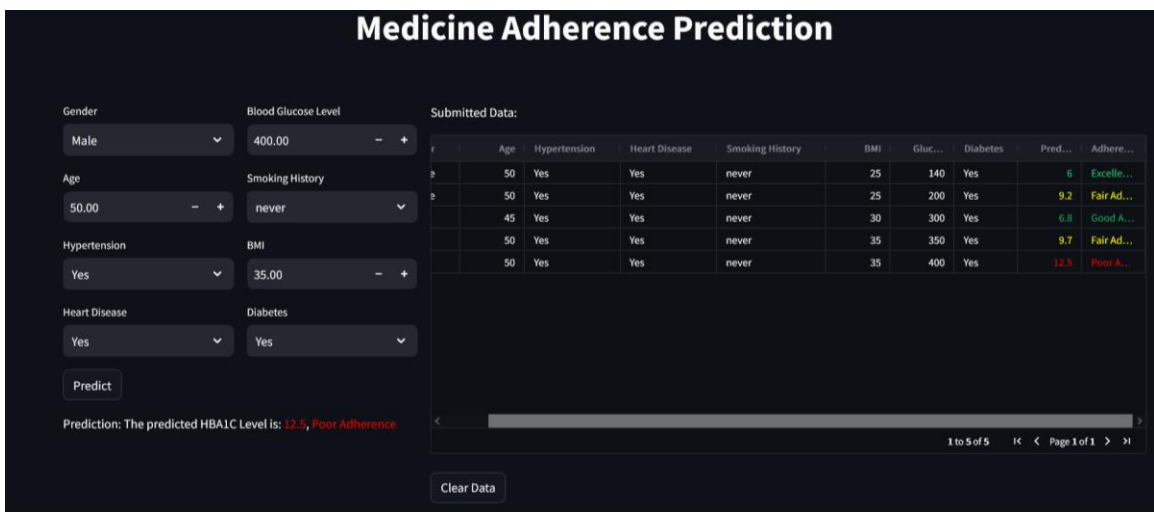 Medicine Adherence Prediction
Gender
Male
Age
50.00 − +
Hypertension
Yes
Heart Disease
Yes
Blood Glucose Level
400.00 − +
Smoking History
never
BMI
35.00 − +
Diabetes
Yes
Predict
Prediction: The predicted HBA1C Level is: 12.5, Poor Adherence
Submitted Data:
r Age Hypertension Heart Disease Smoking History BMI Gluc... Diabetes Pred... Adhere...
e 50 Yes Yes never 25 140 Yes 6 Excelle...
e 50 Yes Yes never 25 200 Yes 9.2 Fair Ad...
45 Yes Yes never 30 300 Yes 6.8 Good A...
50 Yes Yes never 35 350 Yes 9.7 Fair Ad...
50 Yes Yes never 35 400 Yes 12.5 Poor A...
1 to 5 of 5 Page 1 of 1
Clear Data